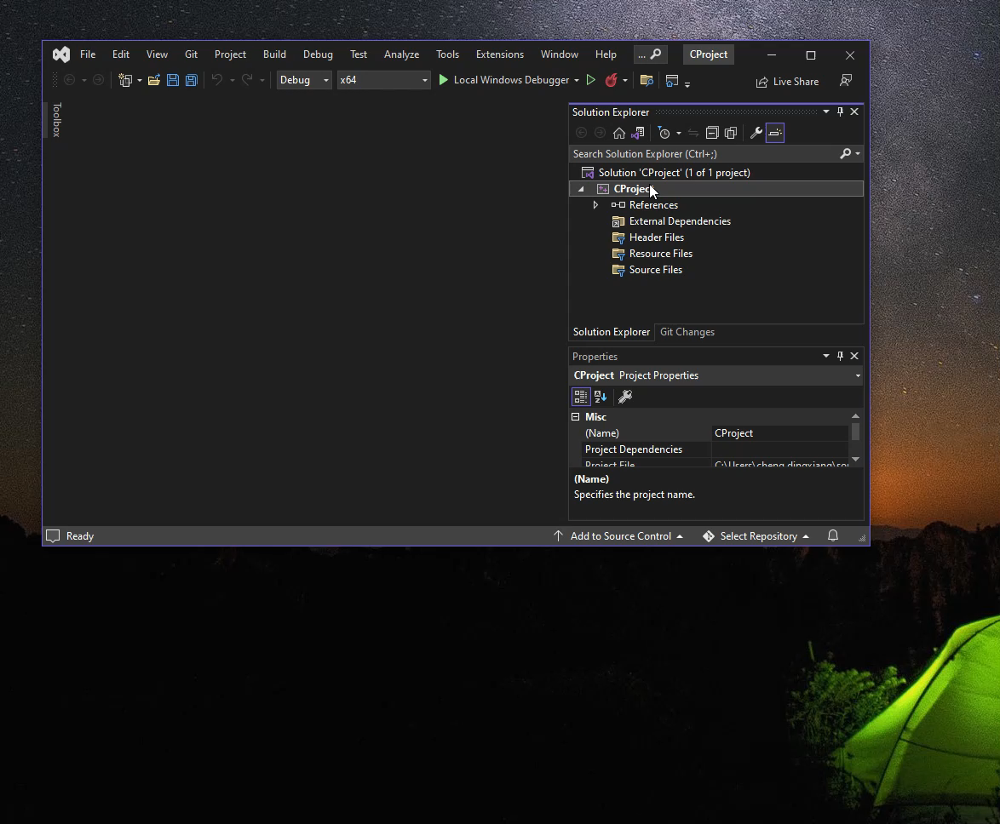 File Edit View Git Project Build Debug Test Analyze Tools Extensions Window Help ... CProject
Debug x64 Local Windows Debugger Live Share
Toolbox
Solution Explorer
Search Solution Explorer (Ctrl+;)
Solution 'CProject' (1 of 1 project)
CProject
References
External Dependencies
Header Files
Resource Files
Source Files
Solution Explorer Git Changes
Properties
CProject Project Properties
Misc
(Name) CProject
Project Dependencies
Project File C:\Users\cheng.dingxiang\sou
(Name)
Specifies the project name.
Ready Add to Source Control Select Repository